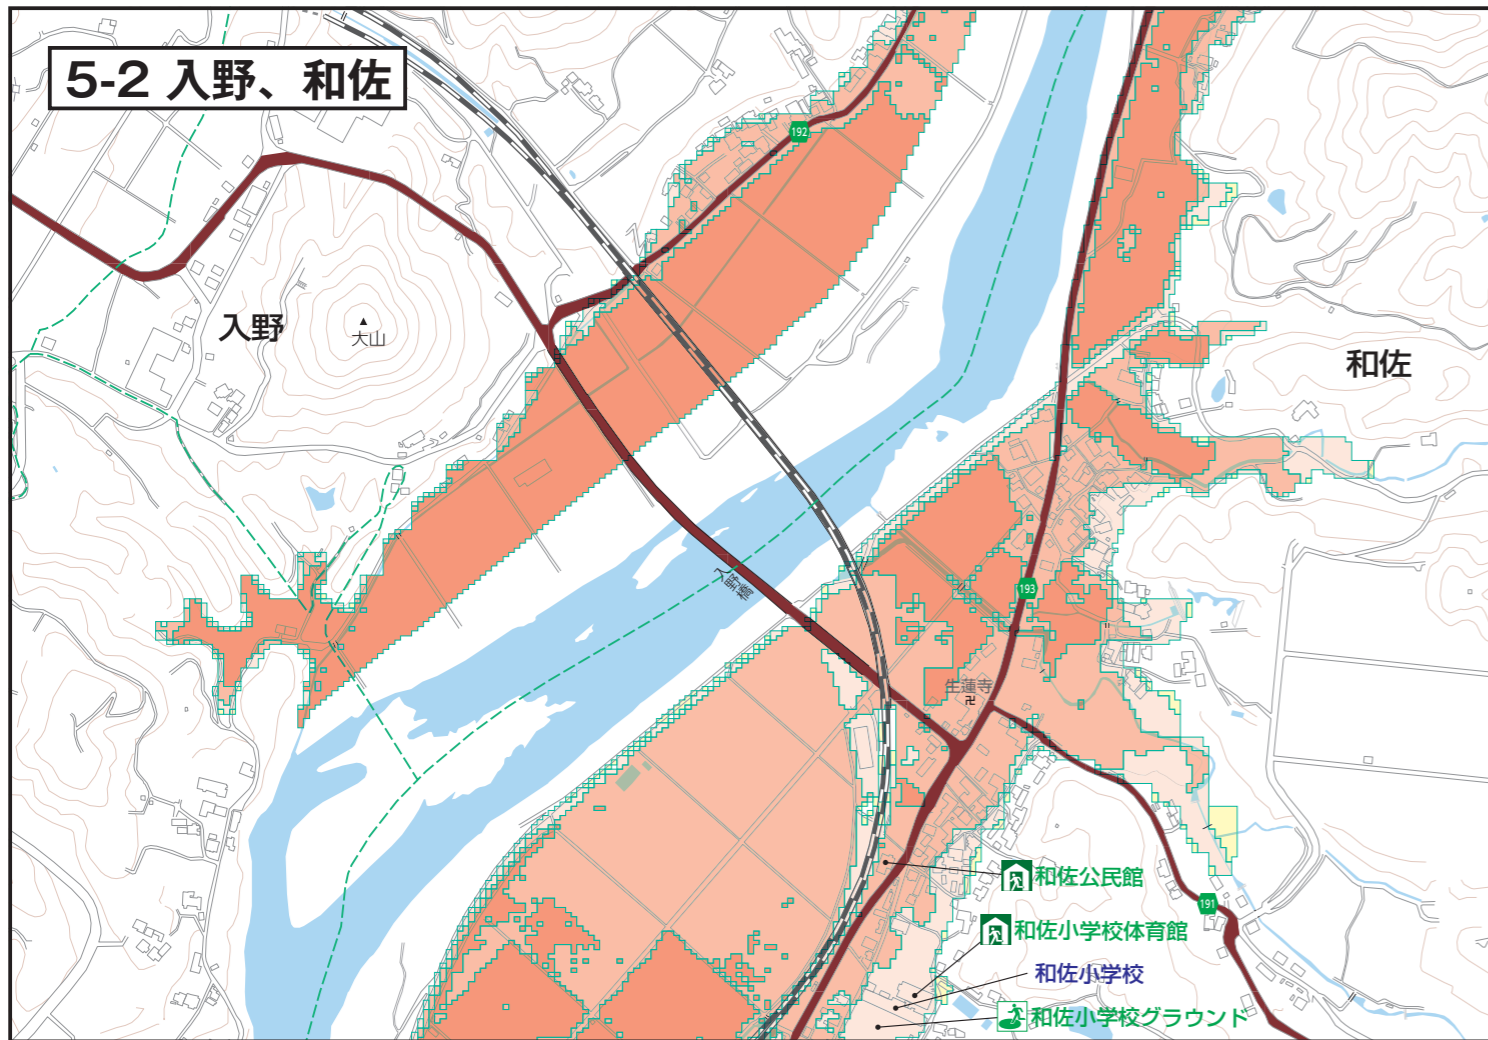 5-2 入野、和佐
192
入野
大山
和佐
入野橋
193
生蓮寺
和佐公民館
191
和佐小学校体育館
和佐小学校
和佐小学校グラウンド